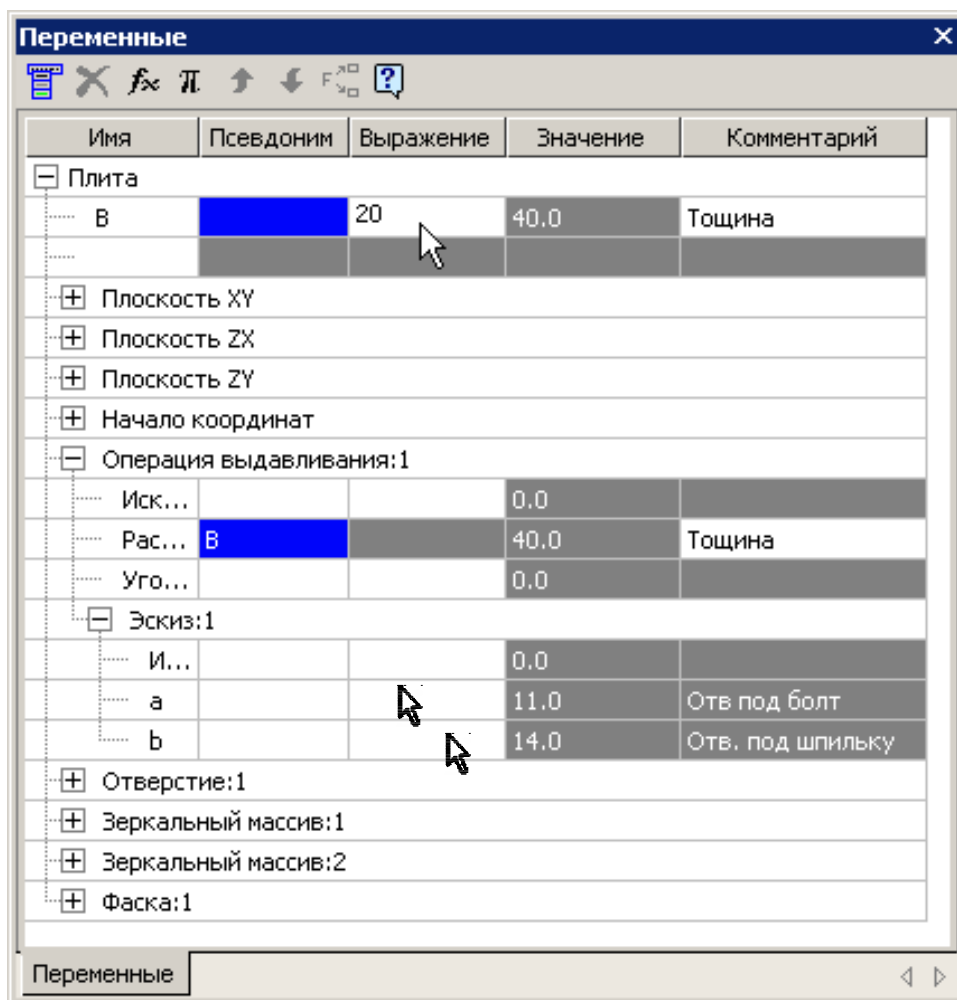 Переменные
fx π F ?
Имя Псевдоним Выражение Значение Комментарий
Плита
В 20 40.0 Тощина
Плоскость XY
Плоскость ZX
Плоскость ZY
Начало координат
Операция выдавливания:1
Иск... 0.0
Рас... В 40.0 Тощина
Уго... 0.0
Эскиз:1
И... 0.0
a 11.0 Отв под болт
b 14.0 Отв. под шпильку
Отверстие:1
Зеркальный массив:1
Зеркальный массив:2
Фаска:1
Переменные